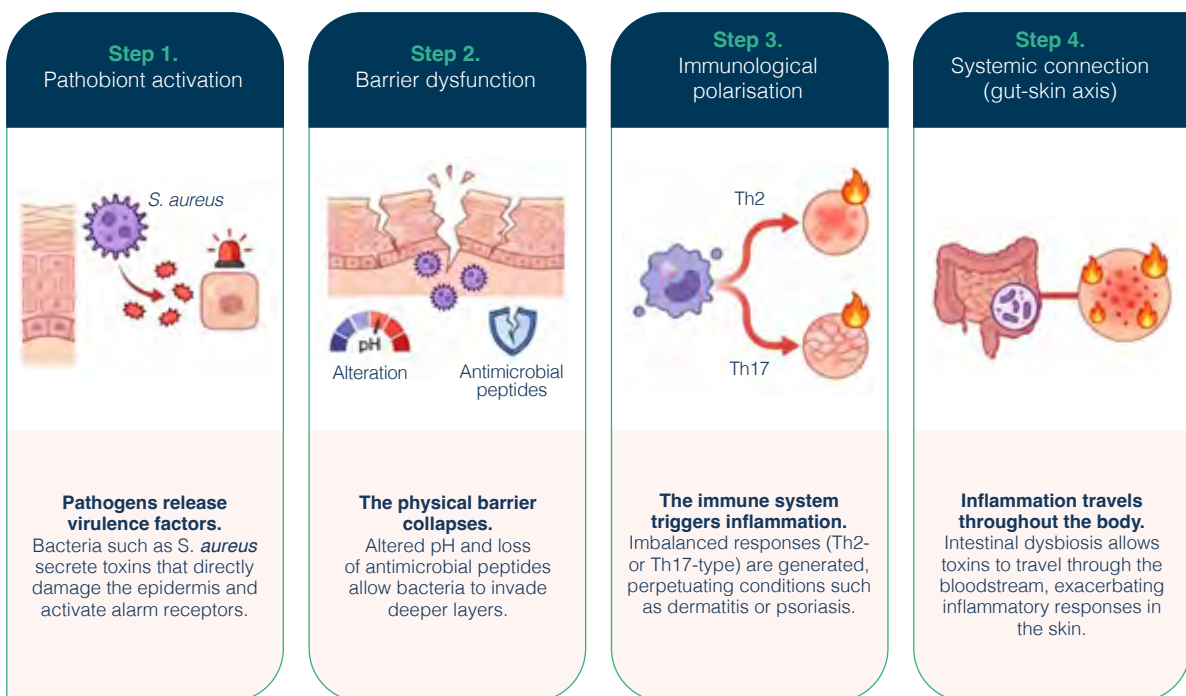 Step 1.
Pathobiont activation
S. aureus
Pathogens release
virulence factors.
Bacteria such as S. aureus
secrete toxins that directly
damage the epidermis and
activate alarm receptors.
Step 2.
Barrier dysfunction
pH
Alteration
Antimicrobial
peptides
The physical barrier
collapses.
Altered pH and loss
of antimicrobial peptides
allow bacteria to invade
deeper layers.
Step 3.
Immunological
polarisation
Th2
Th17
The immune system
triggers inflammation.
Imbalanced responses (Th2-
or Th17-type) are generated,
perpetuating conditions such
as dermatitis or psoriasis.
Step 4.
Systemic connection
(gut-skin axis)
Inflammation travels
throughout the body.
Intestinal dysbiosis allows
toxins to travel through the
bloodstream, exacerbating
inflammatory responses in
the skin.